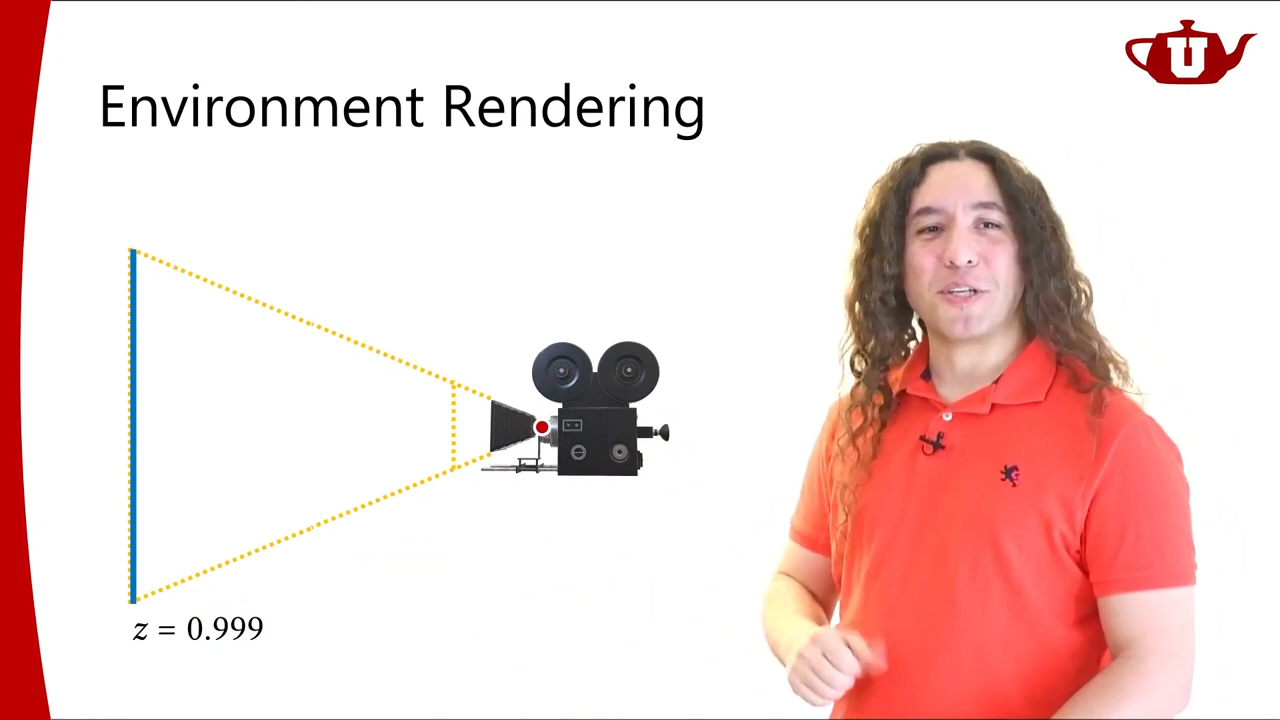 U
Environment Rendering
z = 0.999